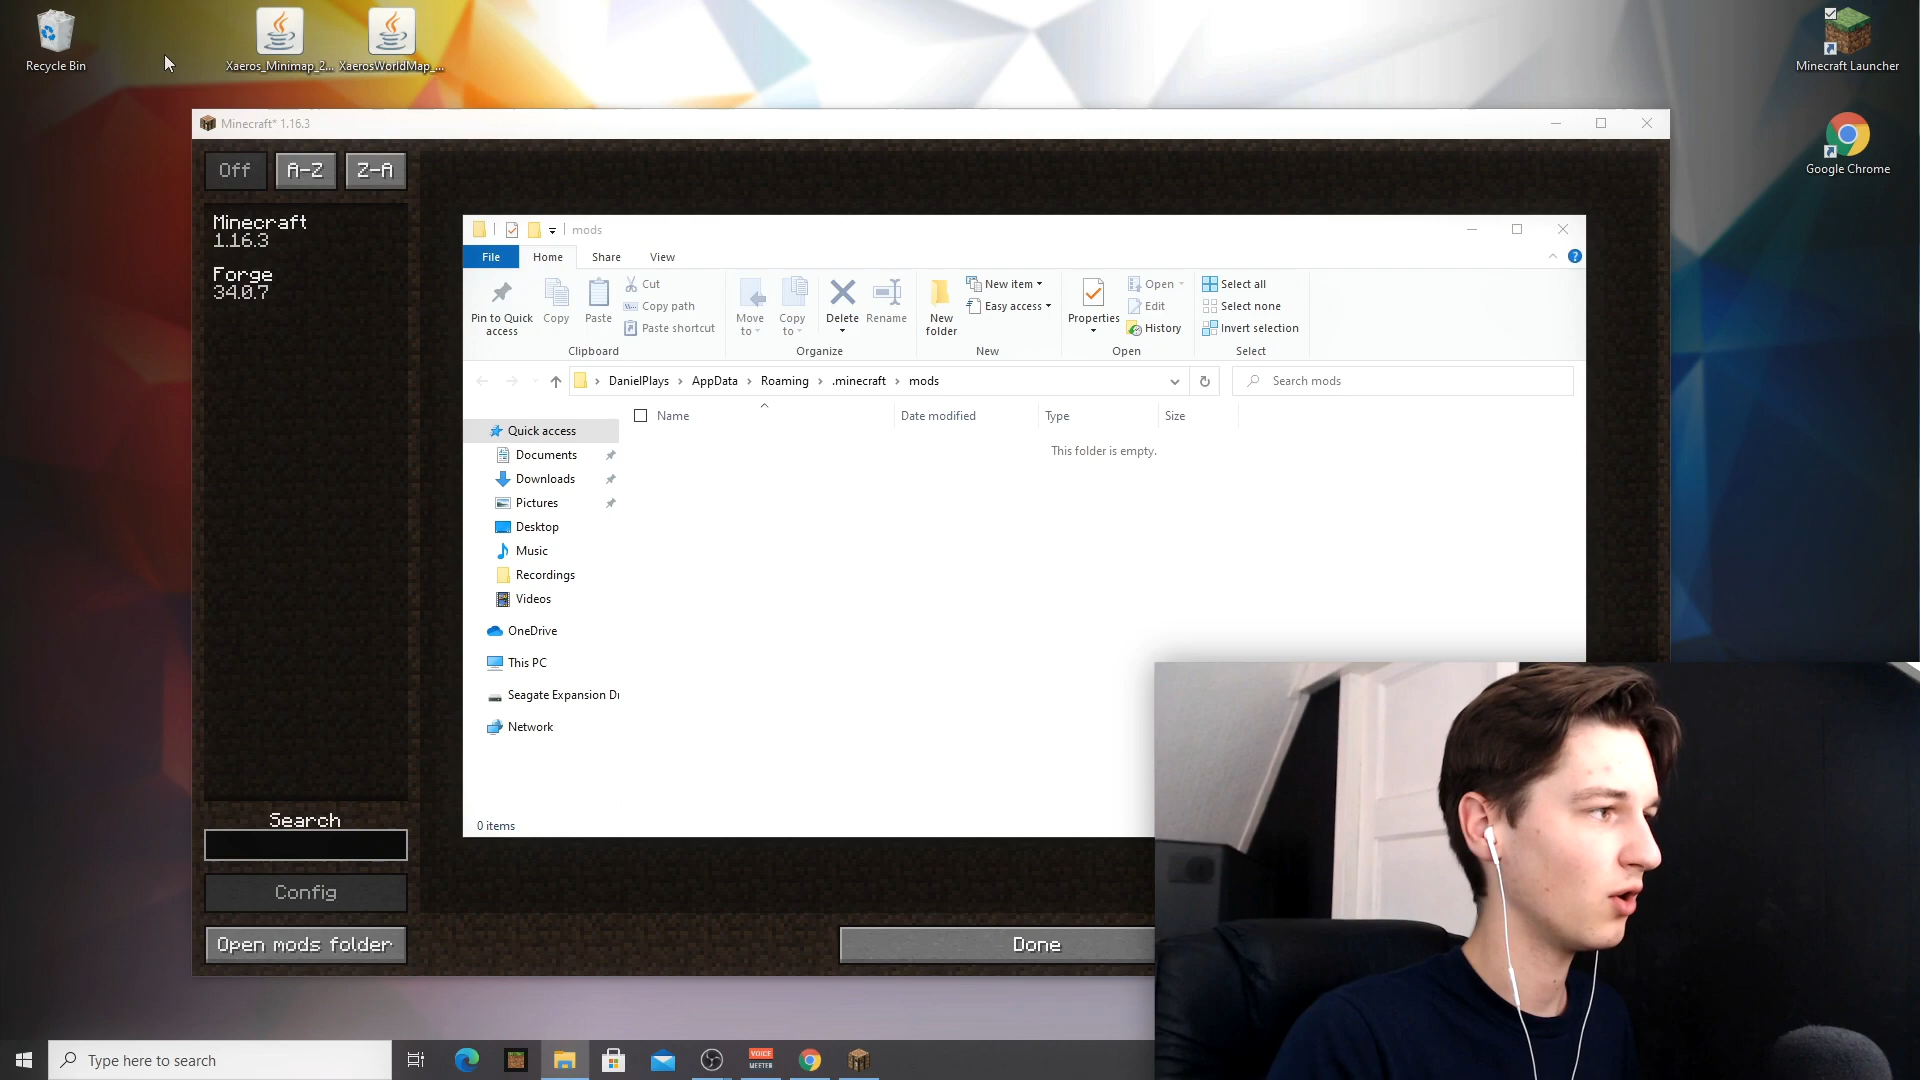 Recycle Bin
Xaeros_Minimap_2...
XaerosWorldMap_...
Minecraft Launcher
Google Chrome
Minecraft* 1.16.3
Off
A-Z
Z-A
Minecraft
1.16.3
Forge
34.0.7
Search
Config
Open mods folder
Done
mods
File
Home
Share
View
Pin to Quick
access
Copy
Paste
Cut
Copy path
Paste shortcut
Clipboard
Move
to
Copy
to
Delete
Rename
Organize
New
folder
New item
Easy access
New
Properties
Open
Edit
History
Open
Select all
Select none
Invert selection
Select
DanielPlays
AppData
Roaming
.minecraft
mods
Search mods
Name
Date modified
Type
Size
This folder is empty.
Quick access
Documents
Downloads
Pictures
Desktop
Music
Recordings
Videos
OneDrive
This PC
Seagate Expansion
Network
0 items
Type here to search
VOICE
MEETER